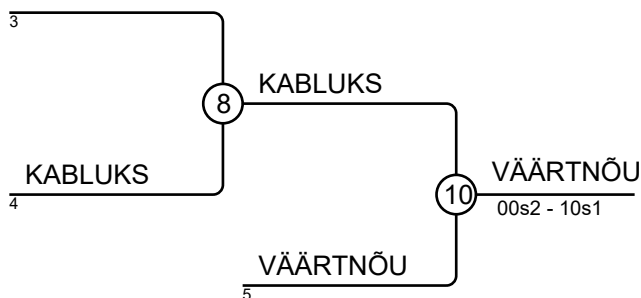 3
8
KABLUKS
KABLUKS
4
10
VÄÄRTNÕU
00s2 - 10s1
VÄÄRTNÕU
5